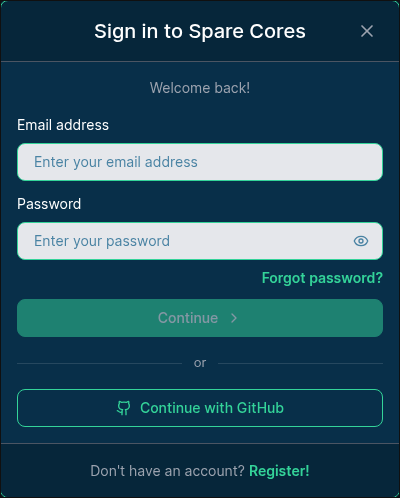 Sign in to Spare Cores
Welcome back!
Email address
Enter your email address
Password
Enter your password
Forgot password?
Continue
or
Continue with GitHub
Don't have an account? Register!